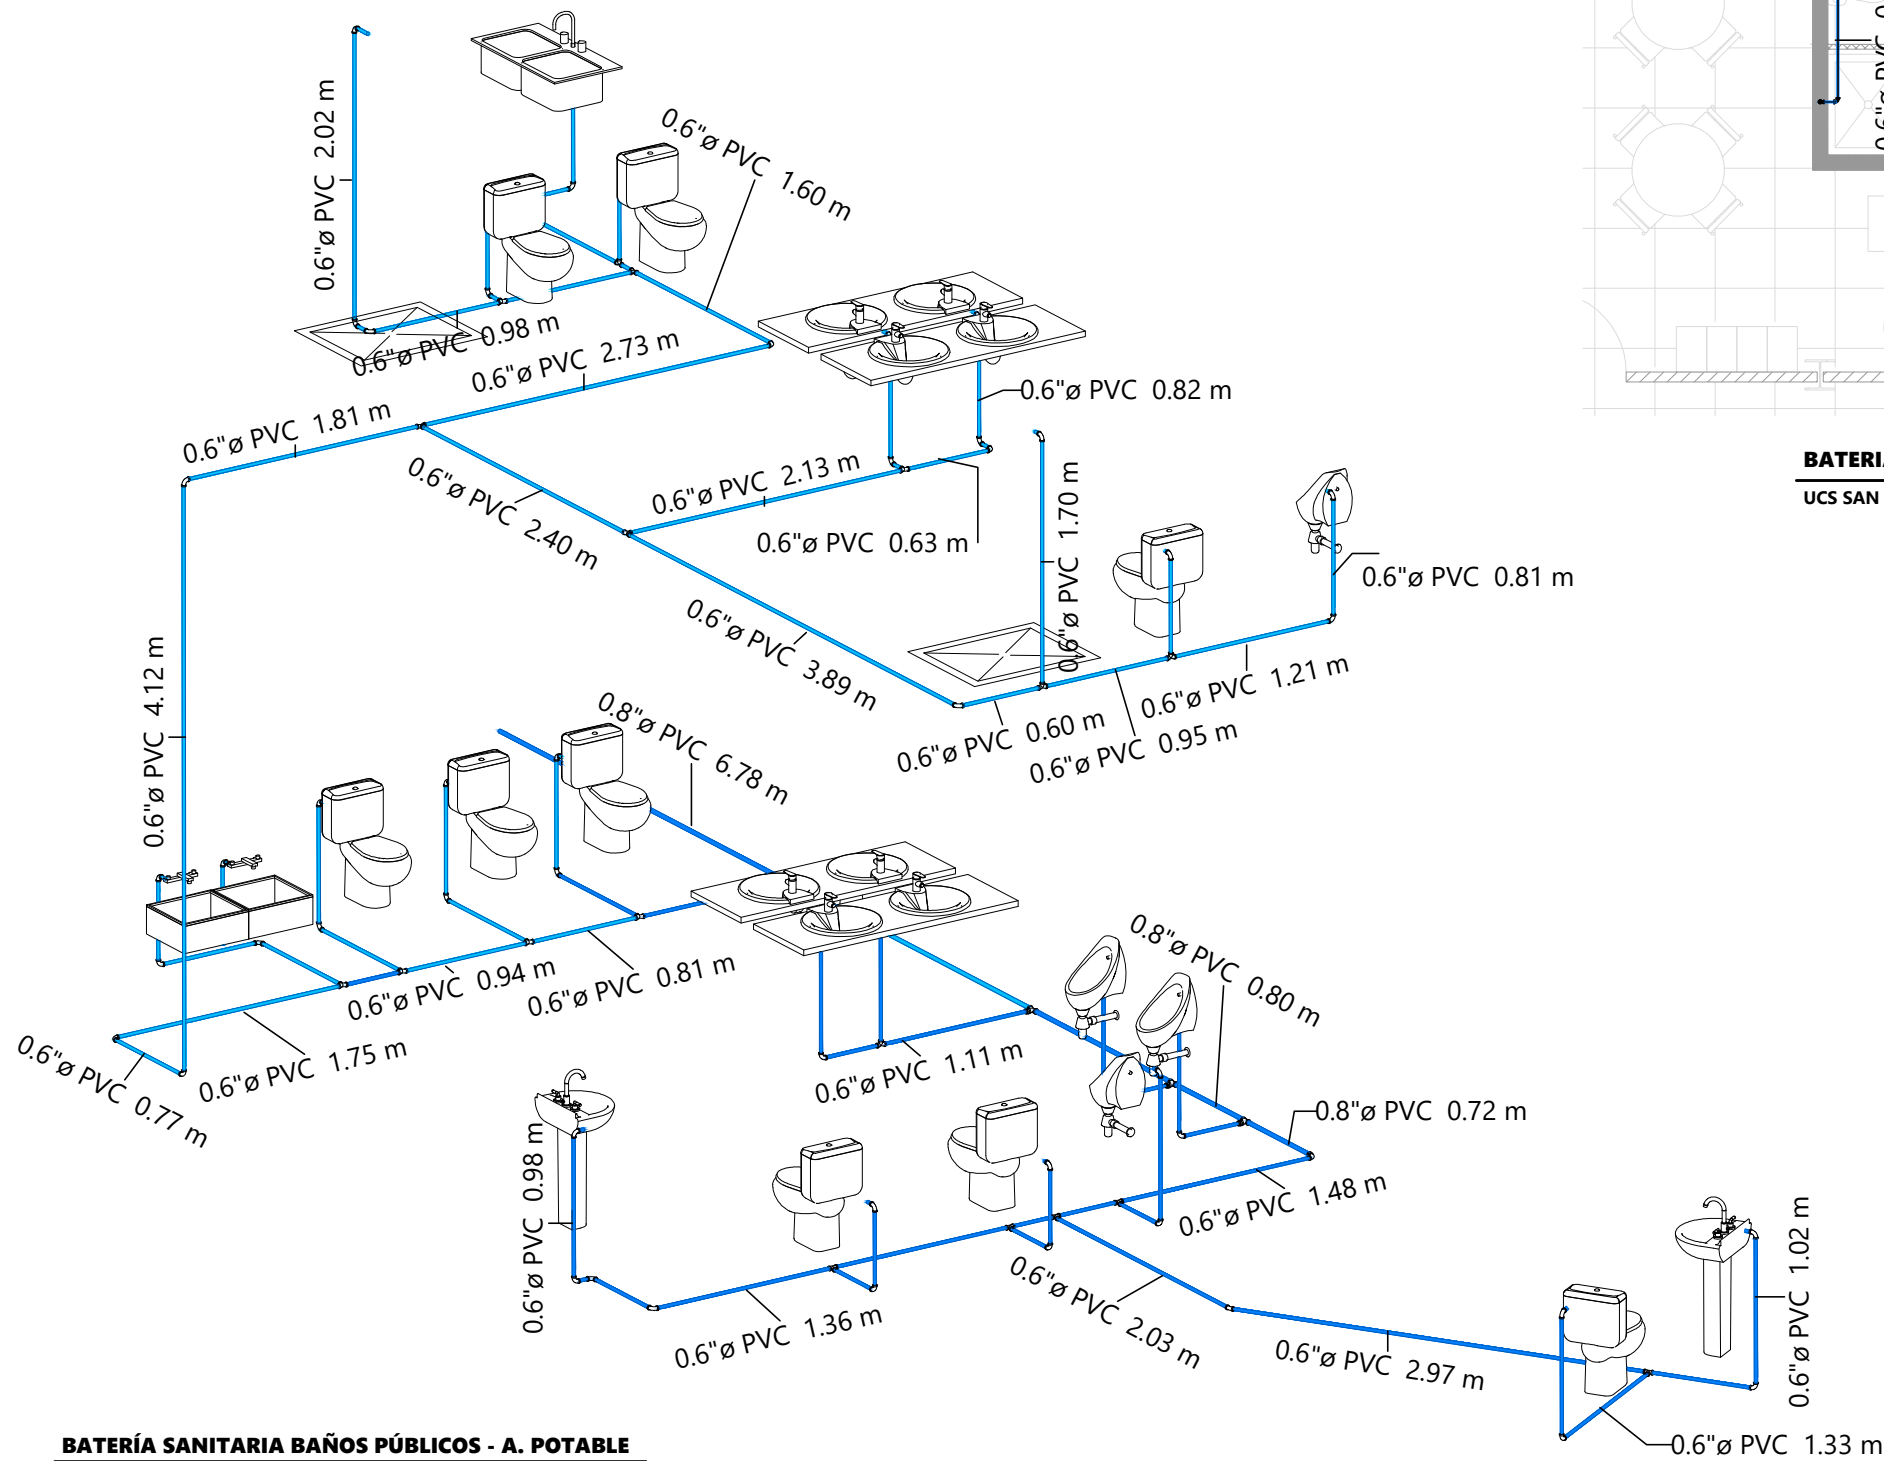 0.6"ø PVC 2.02 m
0.6"ø PVC 1.60 m
0.6"ø PVC 0.98 m
0.6"ø PVC 2.73 m
0.6"ø PVC 1.81 m
0.6"ø PVC 0.82 m
0.6"ø PVC 2.13 m
0.6"ø PVC 2.40 m
0.6"ø PVC 0.63 m
0.6"ø PVC 1.70 m
0.6"ø PVC 0.81 m
0.6"ø PVC 3.89 m
0.6"ø PVC 1.21 m
0.6"ø PVC 0.60 m
0.6"ø PVC 0.95 m
BATERI
UCS SAN
0.6"ø PVC 4.12 m
0.8"ø PVC 6.78 m
0.6"ø PVC 0.94 m
0.6"ø PVC 0.81 m
0.6"ø PVC 1.75 m
0.6"ø PVC 0.77 m
0.6"ø PVC 1.11 m
0.8"ø PVC 0.80 m
0.8"ø PVC 0.72 m
0.6"ø PVC 0.98 m
0.6"ø PVC 1.48 m
0.6"ø PVC 1.36 m
0.6"ø PVC 2.03 m
0.6"ø PVC 2.97 m
0.6"ø PVC 1.02 m
0.6"ø PVC 1.33 m
BATERÍA SANITARIA BAÑOS PÚBLICOS - A. POTABLE